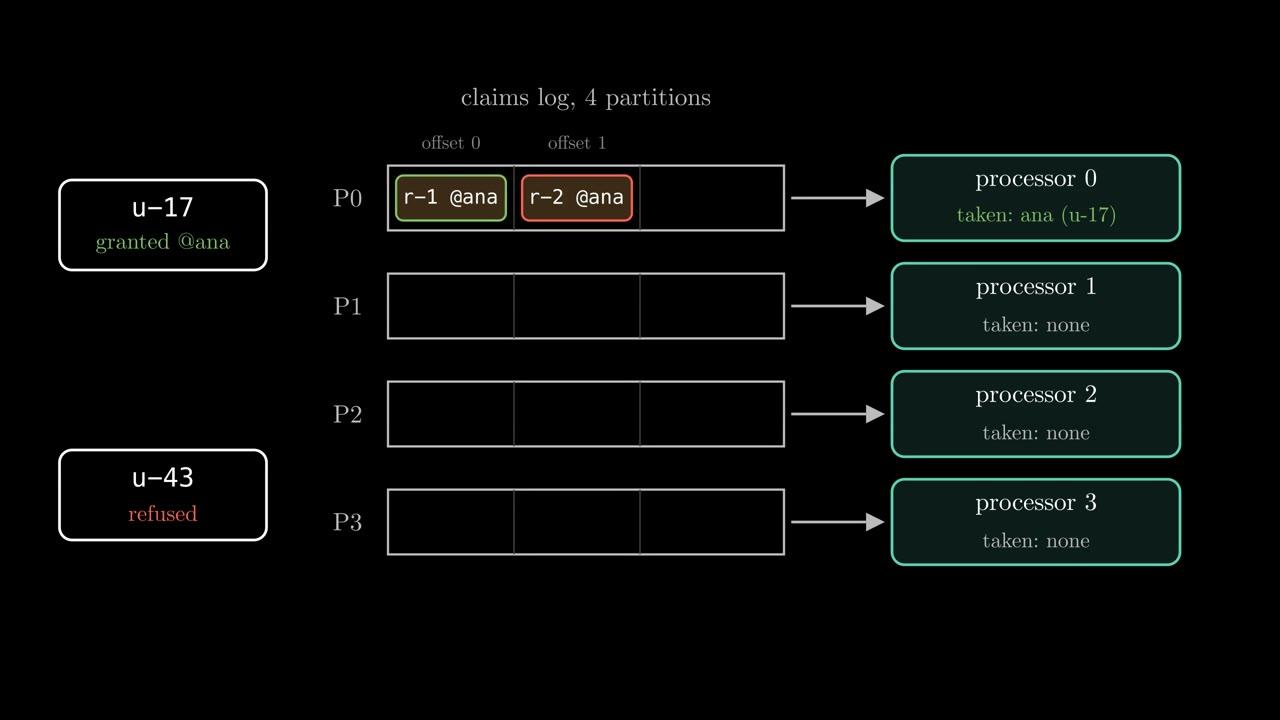 claims log, 4 partitions
offset 0
offset 1
u-17
granted @ana
P0
r-1 @ana
r-2 @ana
processor 0
taken: ana (u-17)
P1
processor 1
taken: none
P2
processor 2
taken: none
u-43
refused
P3
processor 3
taken: none